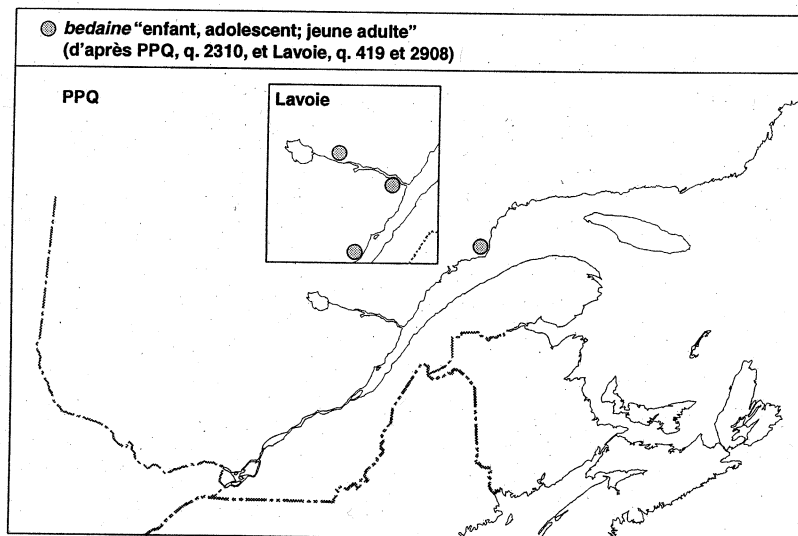 bedaine “enfant, adolescent; jeune adulte”
(d'après PPQ, q. 2310, et Lavoie, q. 419 et 2908)
PPQ
Lavoie